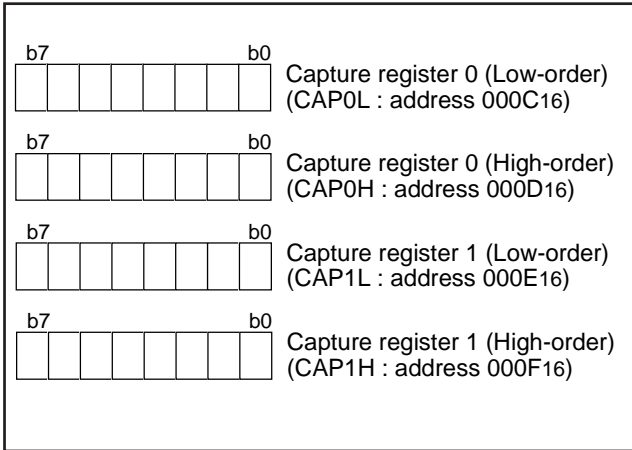 b7 b0
Capture register 0 (Low-order)
(CAP0L : address 000C16)
b7 b0
Capture register 0 (High-order)
(CAP0H : address 000D16)
b7 b0
Capture register 1 (Low-order)
(CAP1L : address 000E16)
b7 b0
Capture register 1 (High-order)
(CAP1H : address 000F16)